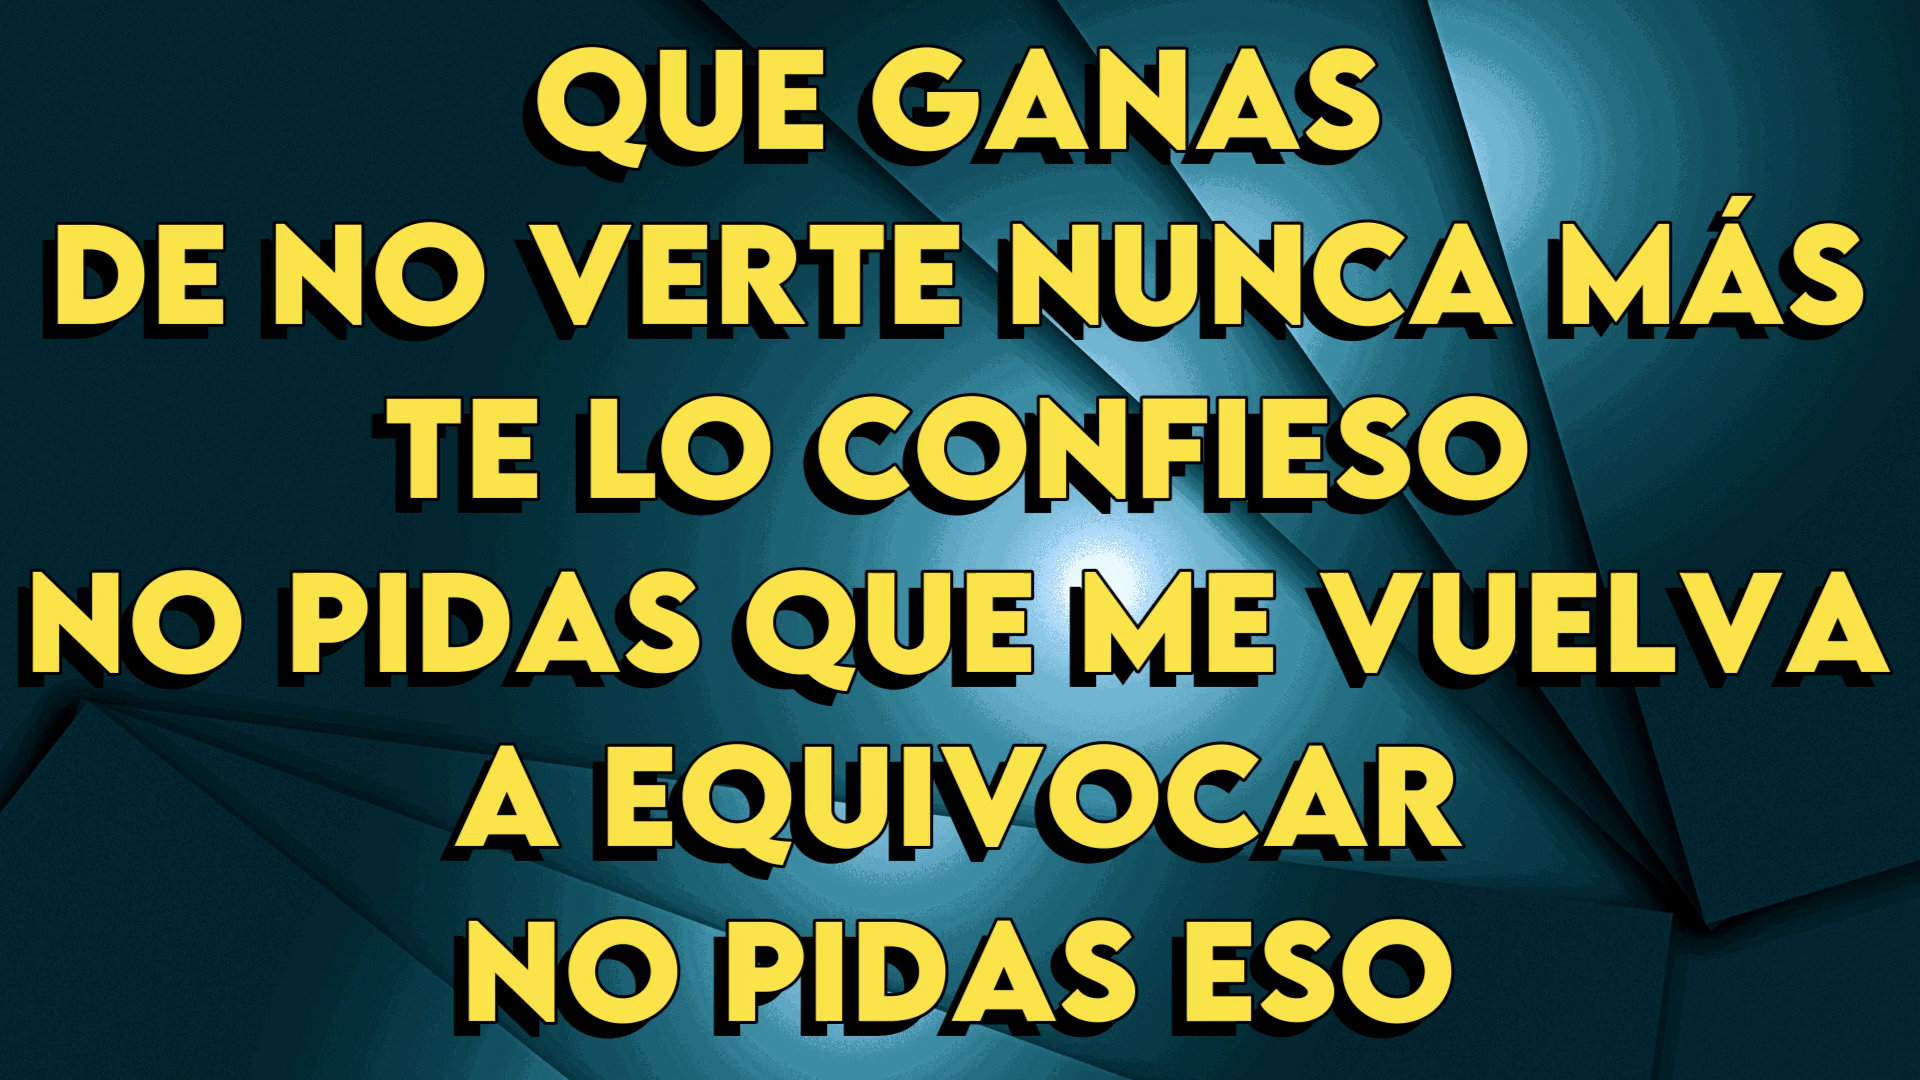 QUE GANAS
DE NO VERTE NUNCA MÁS
TE LO CONFIESO
NO PIDAS QUE ME VUELVA
A EQUIVOCAR
NO PIDAS ESO